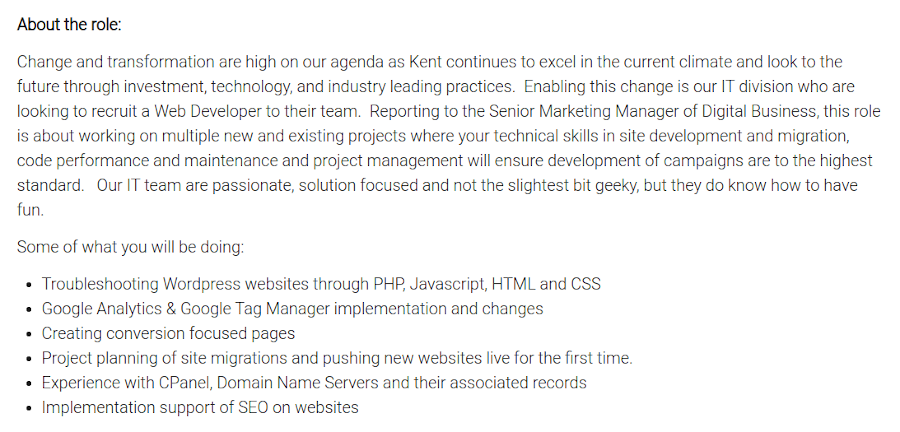 About the role:
Change and transformation are high on our agenda as Kent continues to excel in the current climate and look to the
future through investment, technology, and industry leading practices.  Enabling this change is our IT division who are
looking to recruit a Web Developer to their team.  Reporting to the Senior Marketing Manager of Digital Business, this role
is about working on multiple new and existing projects where your technical skills in site development and migration,
code performance and maintenance and project management will ensure development of campaigns are to the highest
standard.   Our IT team are passionate, solution focused and not the slightest bit geeky, but they do know how to have
fun.
Some of what you will be doing:
• Troubleshooting Wordpress websites through PHP, Javascript, HTML and CSS
• Google Analytics & Google Tag Manager implementation and changes
• Creating conversion focused pages
• Project planning of site migrations and pushing new websites live for the first time.
• Experience with CPanel, Domain Name Servers and their associated records
• Implementation support of SEO on websites